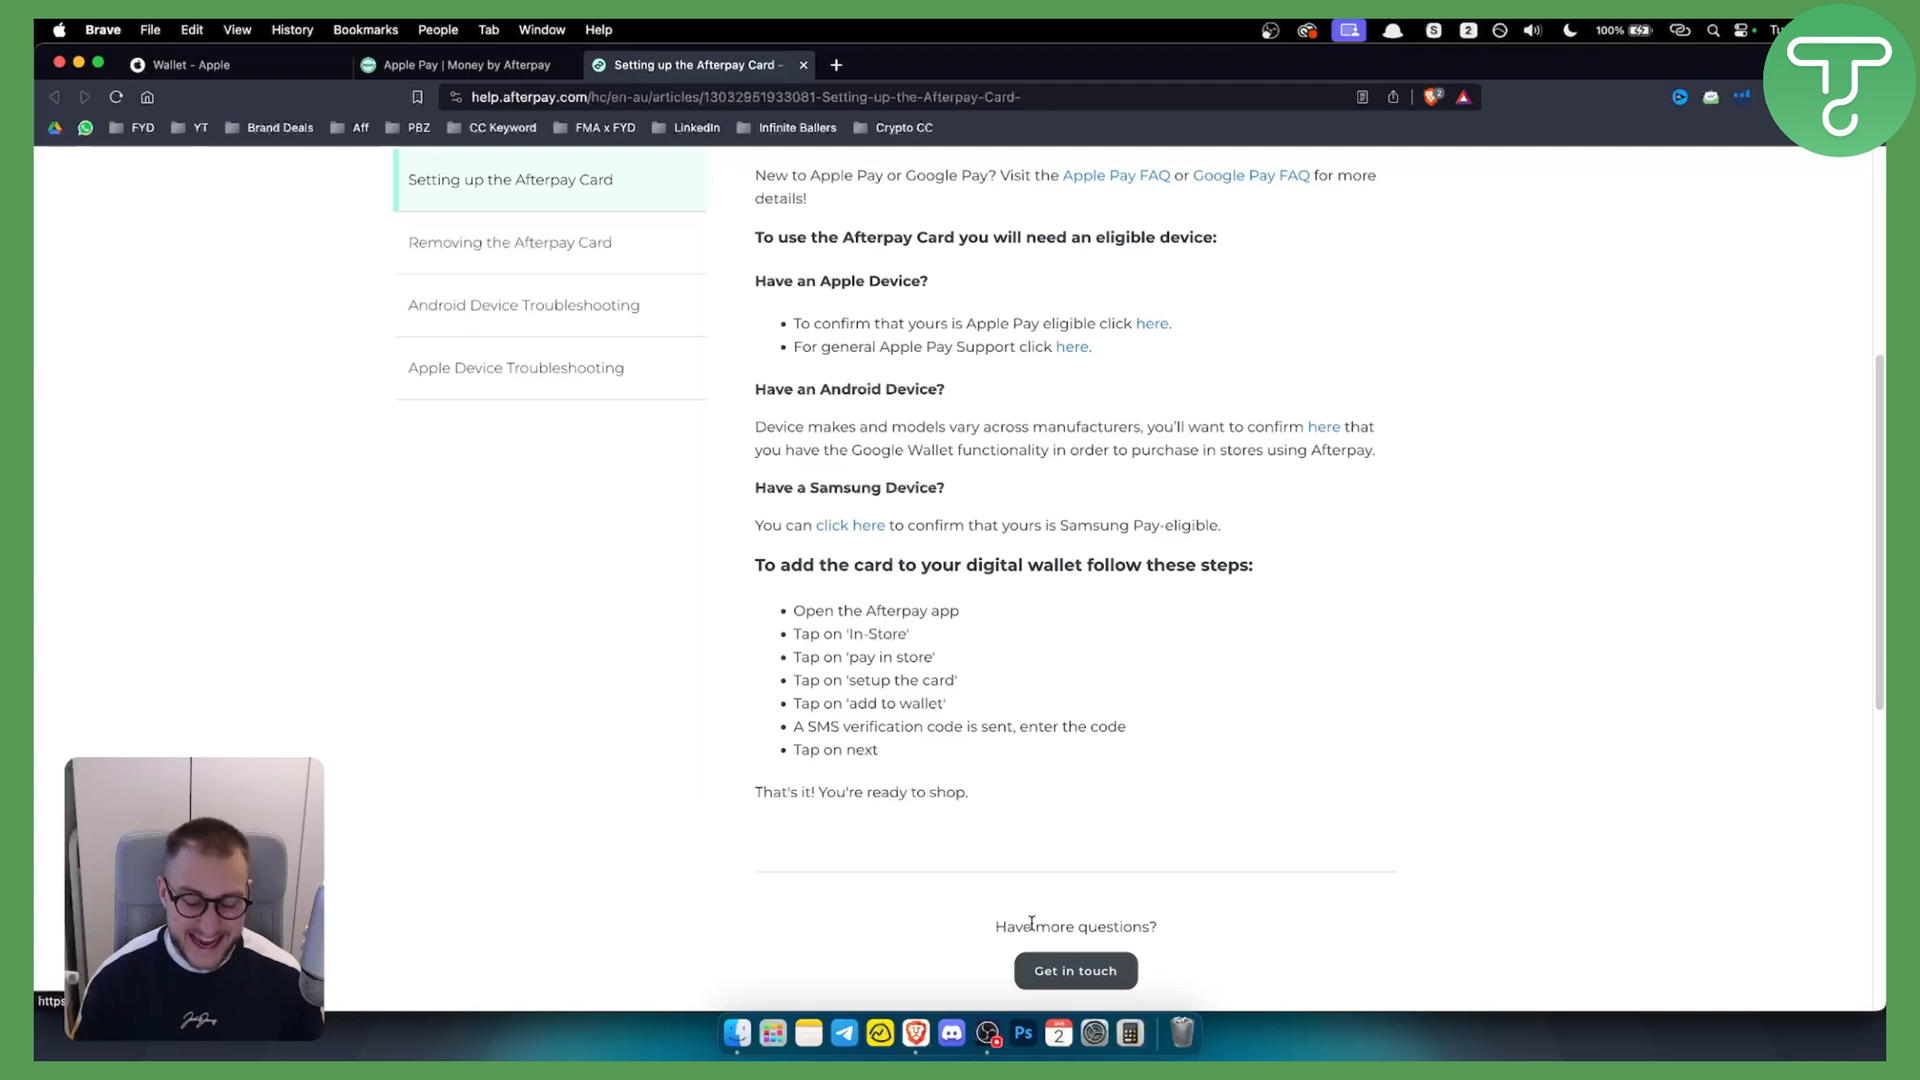 Brave File Edit View History Bookmarks People Tab Window Help
S 2 100%
Wallet - Apple
Apple Pay | Money by Afterpay
Setting up the Afterpay Card –
help.afterpay.com/hc/en-au/articles/13032951933081-Setting-up-the-Afterpay-Card-
2
FYD YT Brand Deals Aff PBZ CC Keyword FMA x FYD LinkedIn Infinite Ballers Crypto CC
Setting up the Afterpay Card
Removing the Afterpay Card
Android Device Troubleshooting
Apple Device Troubleshooting
New to Apple Pay or Google Pay? Visit the Apple Pay FAQ or Google Pay FAQ for more
details!
To use the Afterpay Card you will need an eligible device:
Have an Apple Device?
• To confirm that yours is Apple Pay eligible click here.
• For general Apple Pay Support click here.
Have an Android Device?
Device makes and models vary across manufacturers, you'll want to confirm here that
you have the Google Wallet functionality in order to purchase in stores using Afterpay.
Have a Samsung Device?
You can click here to confirm that yours is Samsung Pay-eligible.
To add the card to your digital wallet follow these steps:
• Open the Afterpay app
• Tap on 'In-Store'
• Tap on 'pay in store'
• Tap on 'setup the card'
• Tap on 'add to wallet'
• A SMS verification code is sent, enter the code
• Tap on next
That's it! You're ready to shop.
Have more questions?
Get in touch
https
Ps
JAN
2